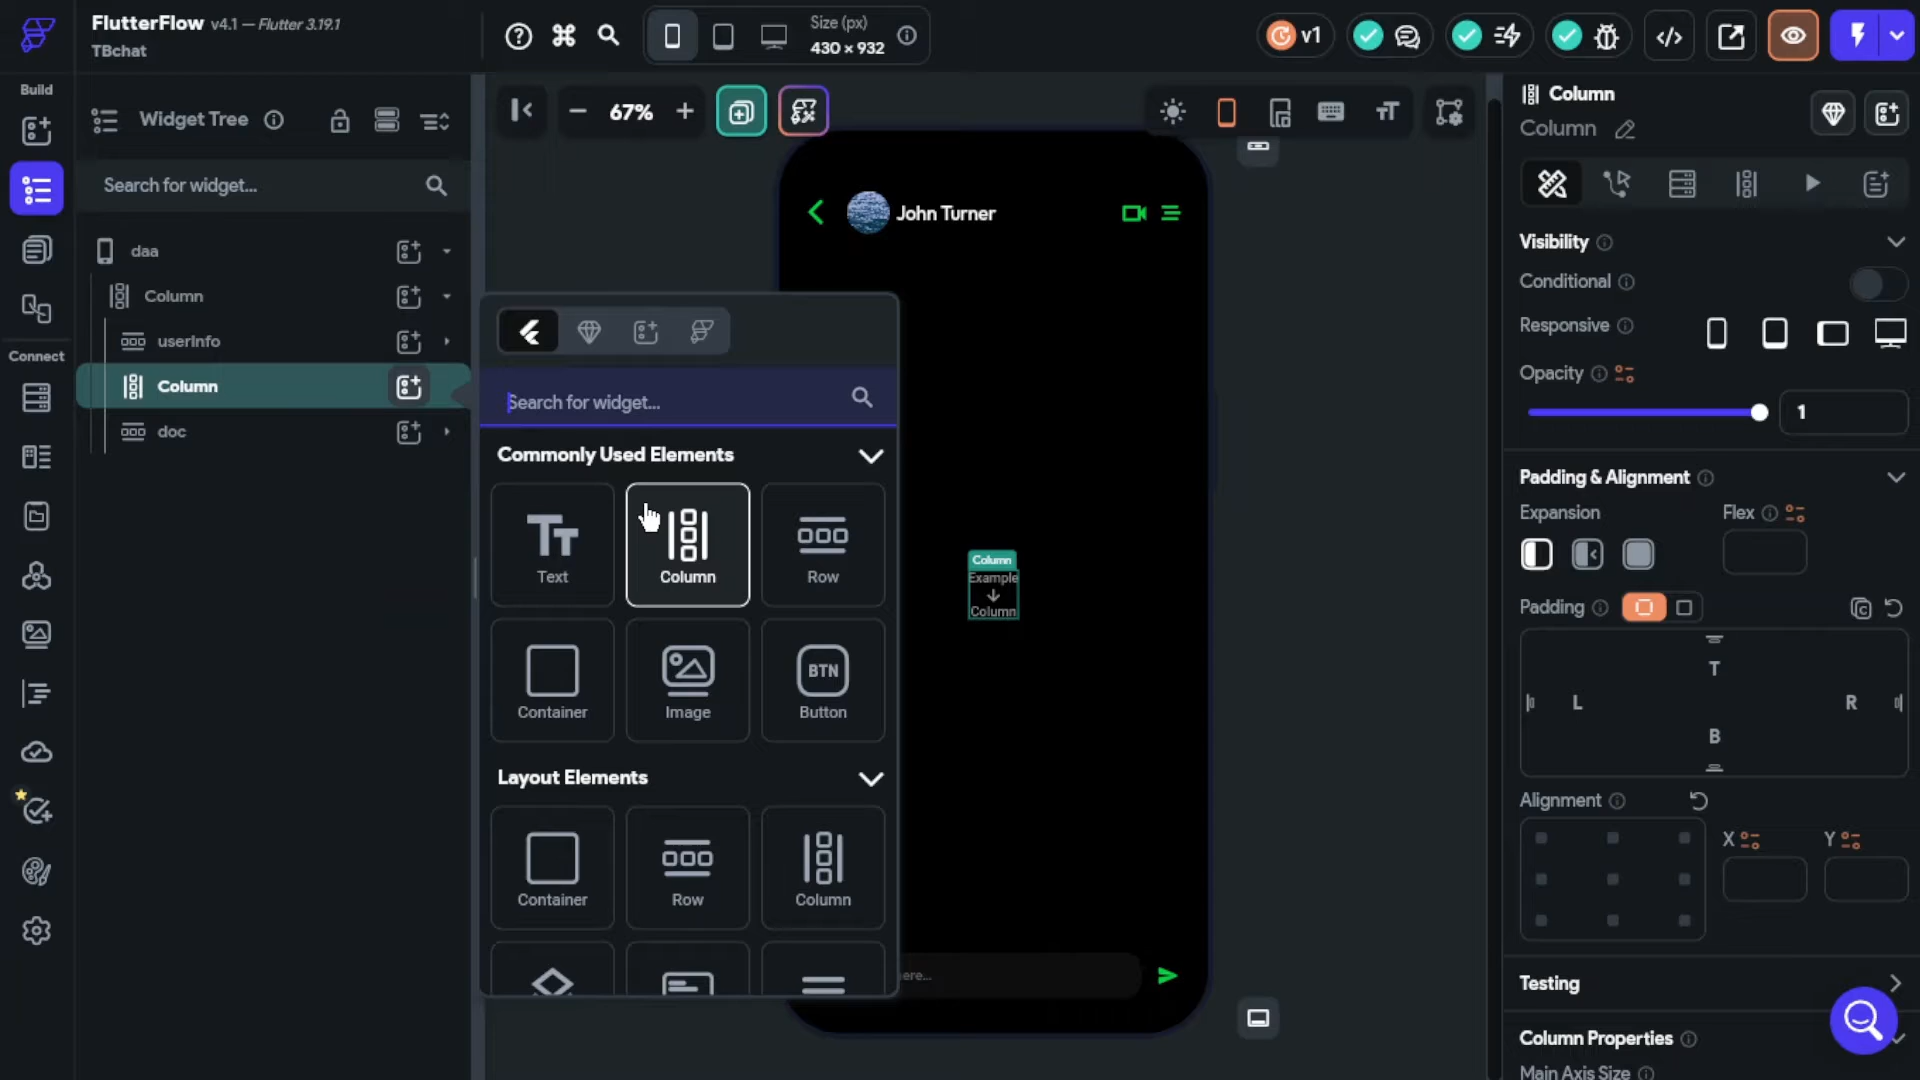 FlutterFlow v4.1 – Flutter 3.19.1
TBchat
Size (px)
430 × 932
v1
Build
Connect
Widget Tree
Search for widget...
daa
Column
userInfo
Column
doc
67%
John Turner
Search for widget...
Commonly Used Elements
Text
Column
Row
Container
Image
BTN
Button
Layout Elements
Container
Row
Column
Column
Example
Column
ere...
Column
Column
Visibility
Conditional
Responsive
Opacity
1
Padding & Alignment
Expansion
Flex
Padding
T
L
R
B
Alignment
X
Y
Testing
Column Properties
Main Axis Size